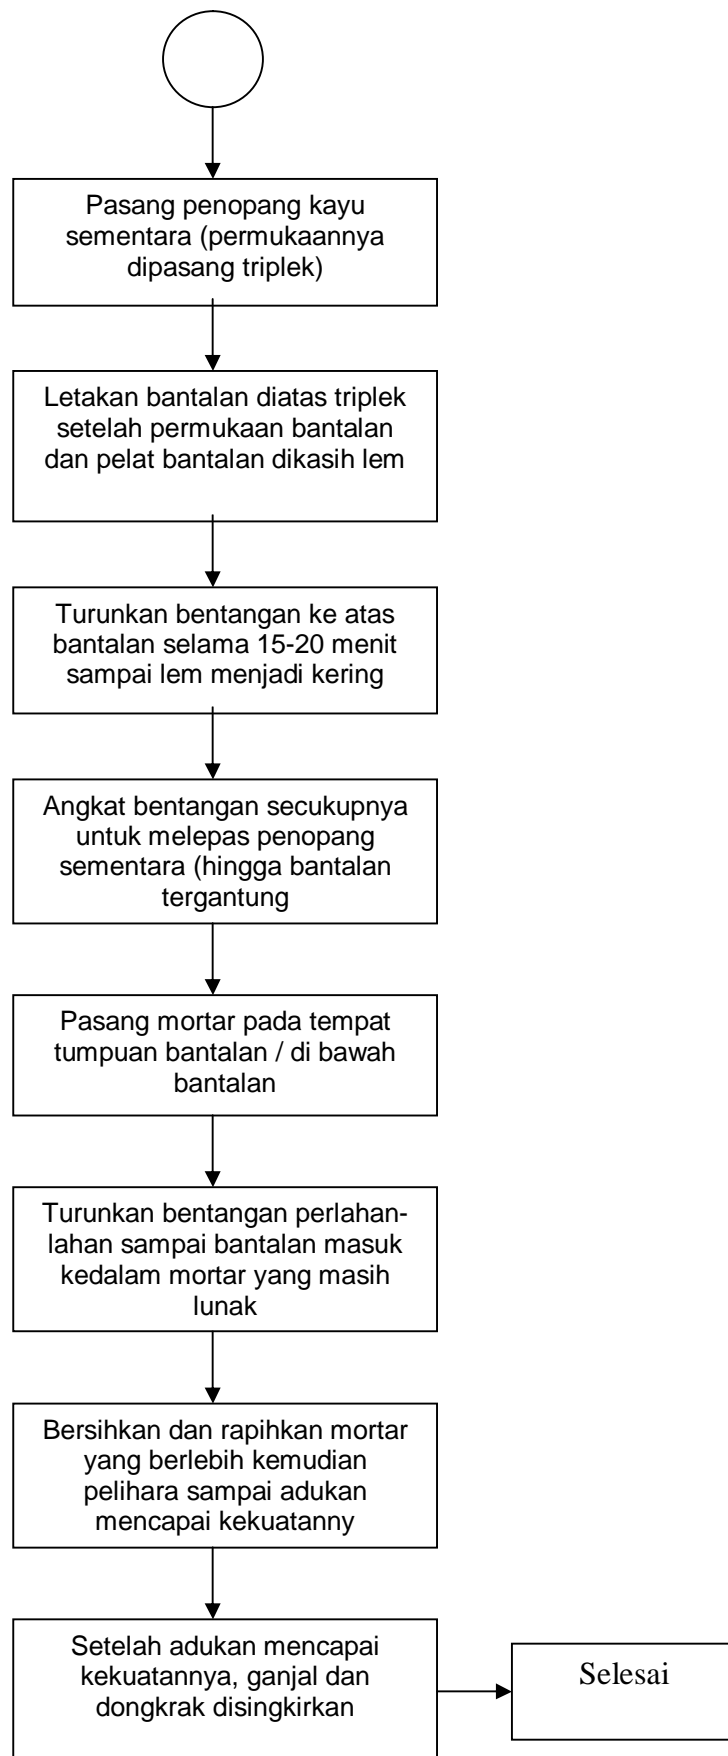 Pasang penopang kayu
sementara (permukaannya
dipasang triplek)
Letakan bantalan diatas triplek
setelah permukaan bantalan
dan pelat bantalan dikasih lem
Turunkan bentangan ke atas
bantalan selama 15-20 menit
sampai lem menjadi kering
Angkat bentangan secukupnya
untuk melepas penopang
sementara (hingga bantalan
tergantung
Pasang mortar pada tempat
tumpuan bantalan / di bawah
bantalan
Turunkan bentangan perlahan-
lahan sampai bantalan masuk
kedalam mortar yang masih
lunak
Bersihkan dan rapihkan mortar
yang berlebih kemudian
pelihara sampai adukan
mencapai kekuatanny
Setelah adukan mencapai
kekuatannya, ganjal dan
dongkrak disingkirkan
Selesai